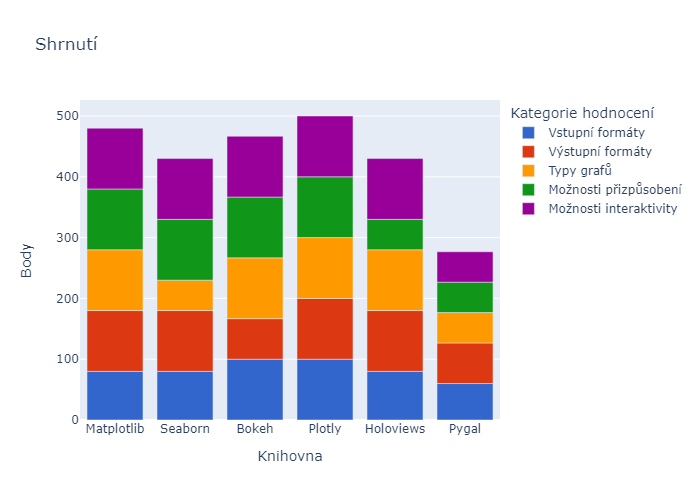 Shrnutí
Kategorie hodnocení
Vstupní formáty
Výstupní formáty
Typy grafů
Možnosti přizpůsobení
Možnosti interaktivity
Body
500
400
300
200
100
0
Matplotlib Seaborn Bokeh Plotly Holoviews Pygal
Knihovna